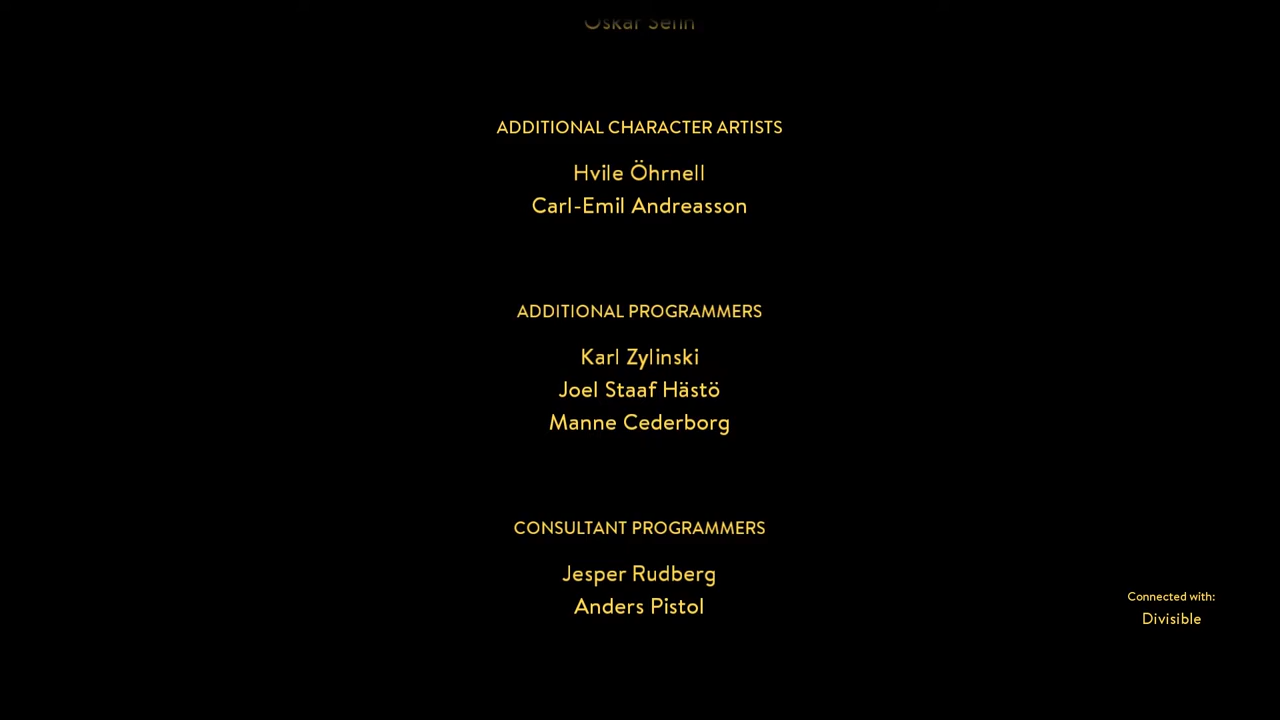 Oskar
ADDITIONAL CHARACTER ARTISTS
Hvile Öhrnell
Carl-Emil Andreasson
ADDITIONAL PROGRAMMERS
Karl Zylinski
Joel Staaf Hästö
Manne Cederborg
CONSULTANT PROGRAMMERS
Jesper Rudberg
Anders Pistol
Connected with:
Divisible